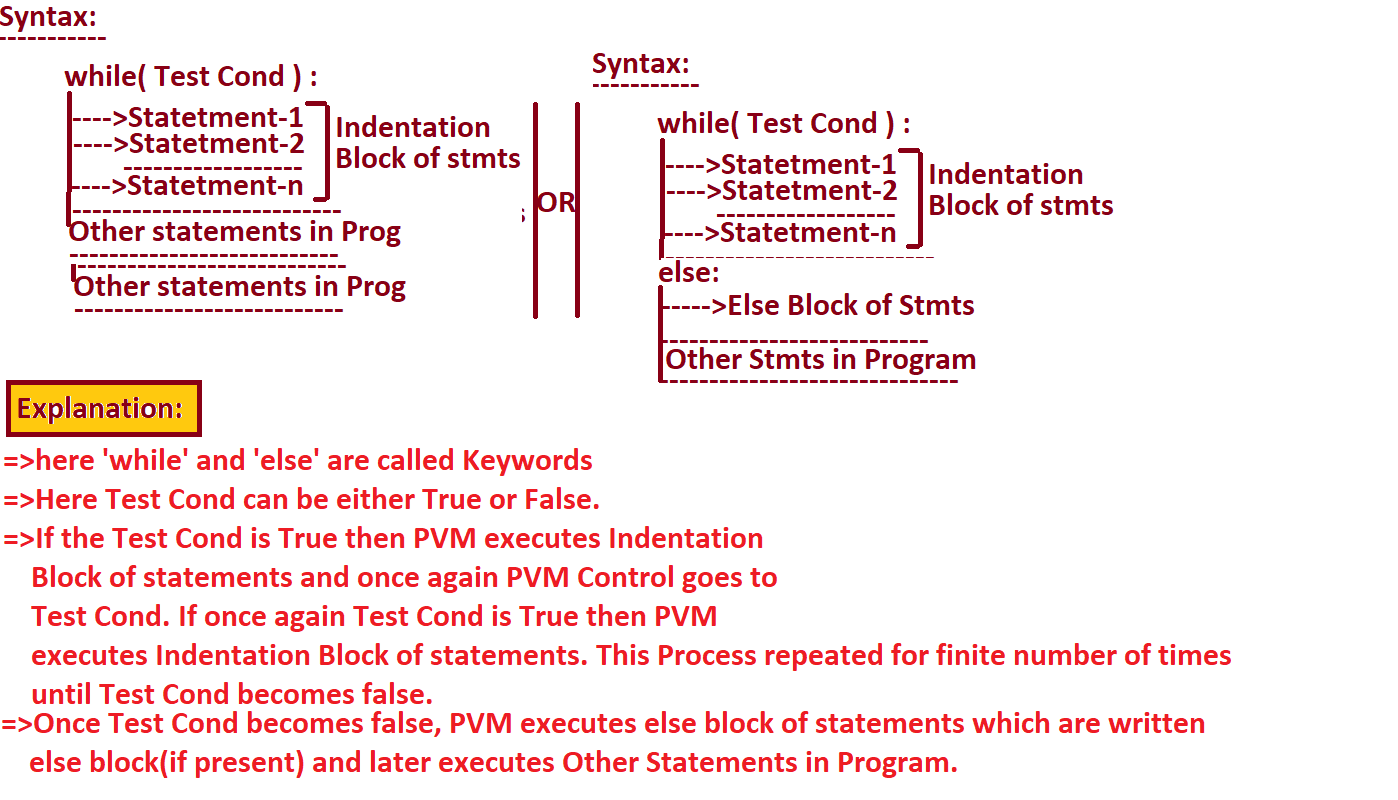 Syntax:
-----------
while( Test Cond ) :
---->Statetment-1
---->Statetment-2
------------------
---->Statetment-n
---------------------------
Other statements in Prog
---------------------------
---------------------------
Other statements in Prog
---------------------------
Indentation
Block of stmts
OR
Syntax:
-----------
while( Test Cond ) :
---->Statetment-1
---->Statetment-2
------------------
---->Statetment-n
---------------------------
else:
----->Else Block of Stmts
---------------------------
Other Stmts in Program
------------------------------
Indentation
Block of stmts
Explanation:
=>here 'while' and 'else' are called Keywords
=>Here Test Cond can be either True or False.
=>If the Test Cond is True then PVM executes Indentation
Block of statements and once again PVM Control goes to
Test Cond. If once again Test Cond is True then PVM
executes Indentation Block of statements. This Process repeated for finite number of times
until Test Cond becomes false.
=>Once Test Cond becomes false, PVM executes else block of statements which are written
else block(if present) and later executes Other Statements in Program.